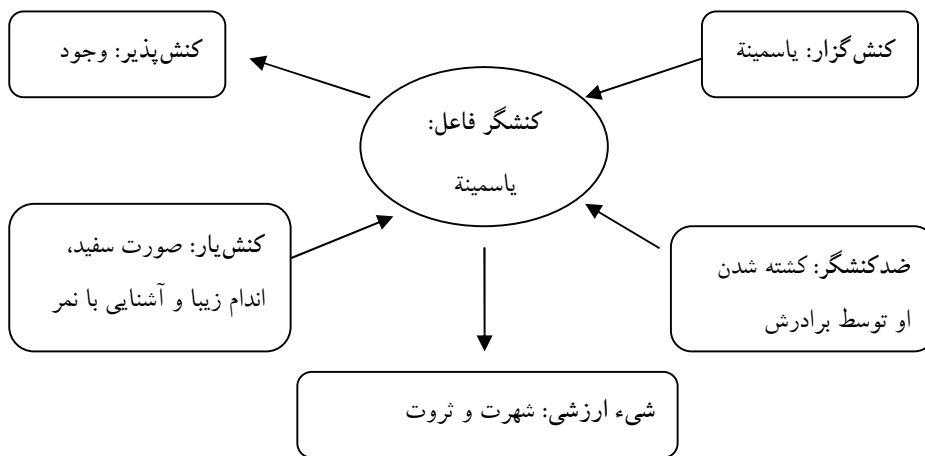 کنش‌گزار: یاسمینة
کنش‌پذیر: وجود
کنشگر فاعل:
یاسمینة
ضدکنشگر: کشته شدن
او توسط برادرش
کنش‌یار: صورت سفید،
اندام زیبا و آشنایی با نمر
شیء ارزشی: شهرت و ثروت